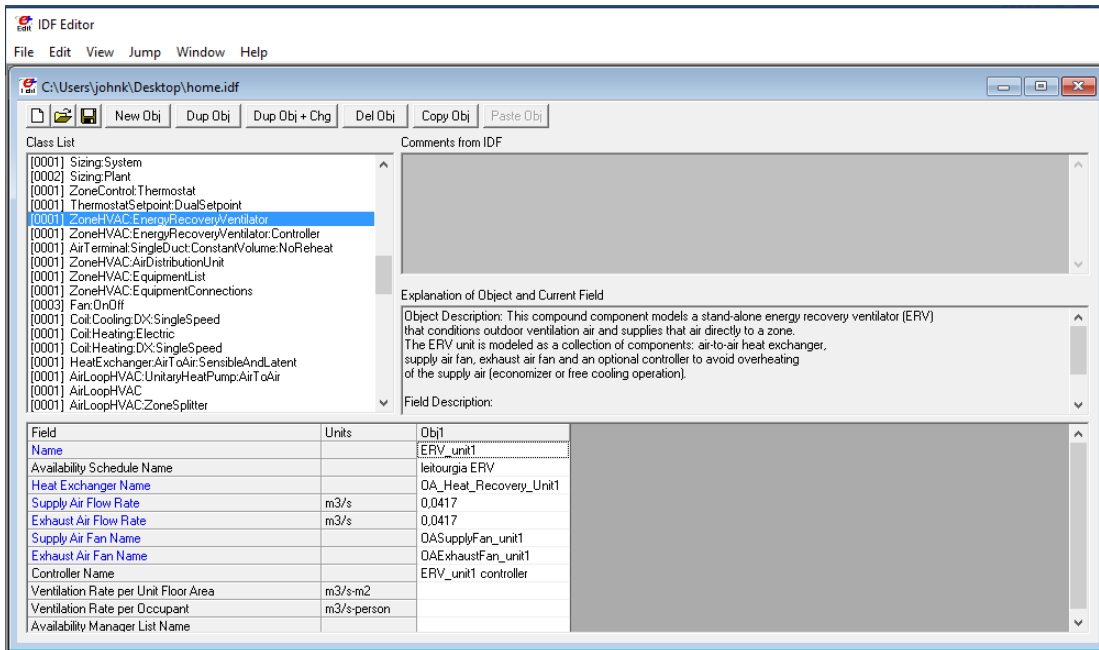 IDF Editor
File Edit View Jump Window Help
C:\Users\johnk\Desktop\home.idf
New Obj Dup Obj Dup Obj + Chg Del Obj Copy Obj Paste Obj
Class List
[0001] Sizing:System
[0002] Sizing:Plant
[0001] ZoneControl:Thermostat
[0001] ThermostatSetpoint:DualSetpoint
[0001] ZoneHVAC:EnergyRecoveryVentilator
[0001] ZoneHVAC:EnergyRecoveryVentilator:Controller
[0001] AirTerminal:SingleDuct:ConstantVolume:NoReheat
[0001] ZoneHVAC:AirDistributionUnit
[0001] ZoneHVAC:EquipmentList
[0001] ZoneHVAC:EquipmentConnections
[0003] Fan:OnOff
[0001] Coil:Cooling:DX:SingleSpeed
[0001] Coil:Heating:Electric
[0001] Coil:Heating:DX:SingleSpeed
[0001] HeatExchanger:AirToAir:SensibleAndLatent
[0001] AirLoopHVAC:UnitaryHeatPump:AirToAir
[0001] AirLoopHVAC
[0001] AirLoopHVAC:ZoneSplitter
Comments from IDF
Explanation of Object and Current Field
Object Description: This compound component models a stand-alone energy recovery ventilator (ERV)
that conditions outdoor ventilation air and supplies that air directly to a zone.
The ERV unit is modeled as a collection of components: air-to-air heat exchanger,
supply air fan, exhaust air fan and an optional controller to avoid overheating
of the supply air (economizer or free cooling operation).
Field Description:
Field Units Obj1
Name ERV_unit1
Availability Schedule Name leitourgia ERV
Heat Exchanger Name OA_Heat_Recovery_Unit1
Supply Air Flow Rate m3/s 0,0417
Exhaust Air Flow Rate m3/s 0,0417
Supply Air Fan Name OASupplyFan_unit1
Exhaust Air Fan Name OAExhaustFan_unit1
Controller Name ERV_unit1 controller
Ventilation Rate per Unit Floor Area m3/s-m2
Ventilation Rate per Occupant m3/s-person
Availability Manager List Name